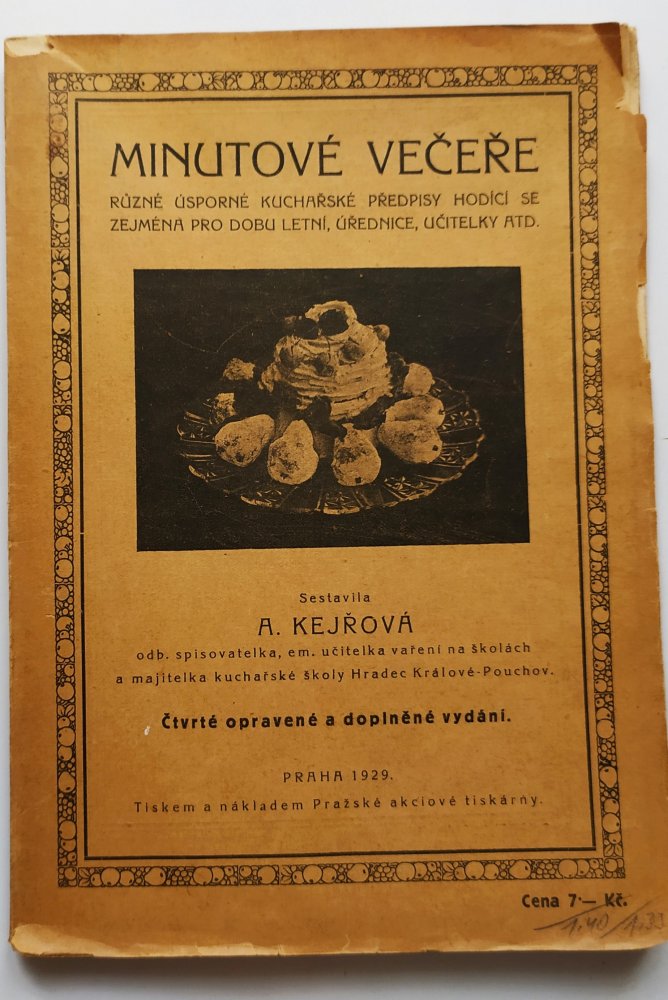 MINUTOVÉ VEČEŘE
RŮZNÉ ÚSPORNÉ KUCHAŘSKÉ PŘEDPISY HODÍCÍ SE
ZEJMÉNA PRO DOBU LETNÍ, ÚŘEDNICE, UČITELKY ATD.
Sestavila
A. KEJŘOVÁ
odb. spisovatelka, em. učitelka vaření na školách
a majitelka kuchařské školy Hradec Králové-Pouchov.
Čtvrté opravené a doplněné vydání.
PRAHA 1929.
Tiskem a nákladem Pražské akciové tiskárny.
Cena 7·— Kč.